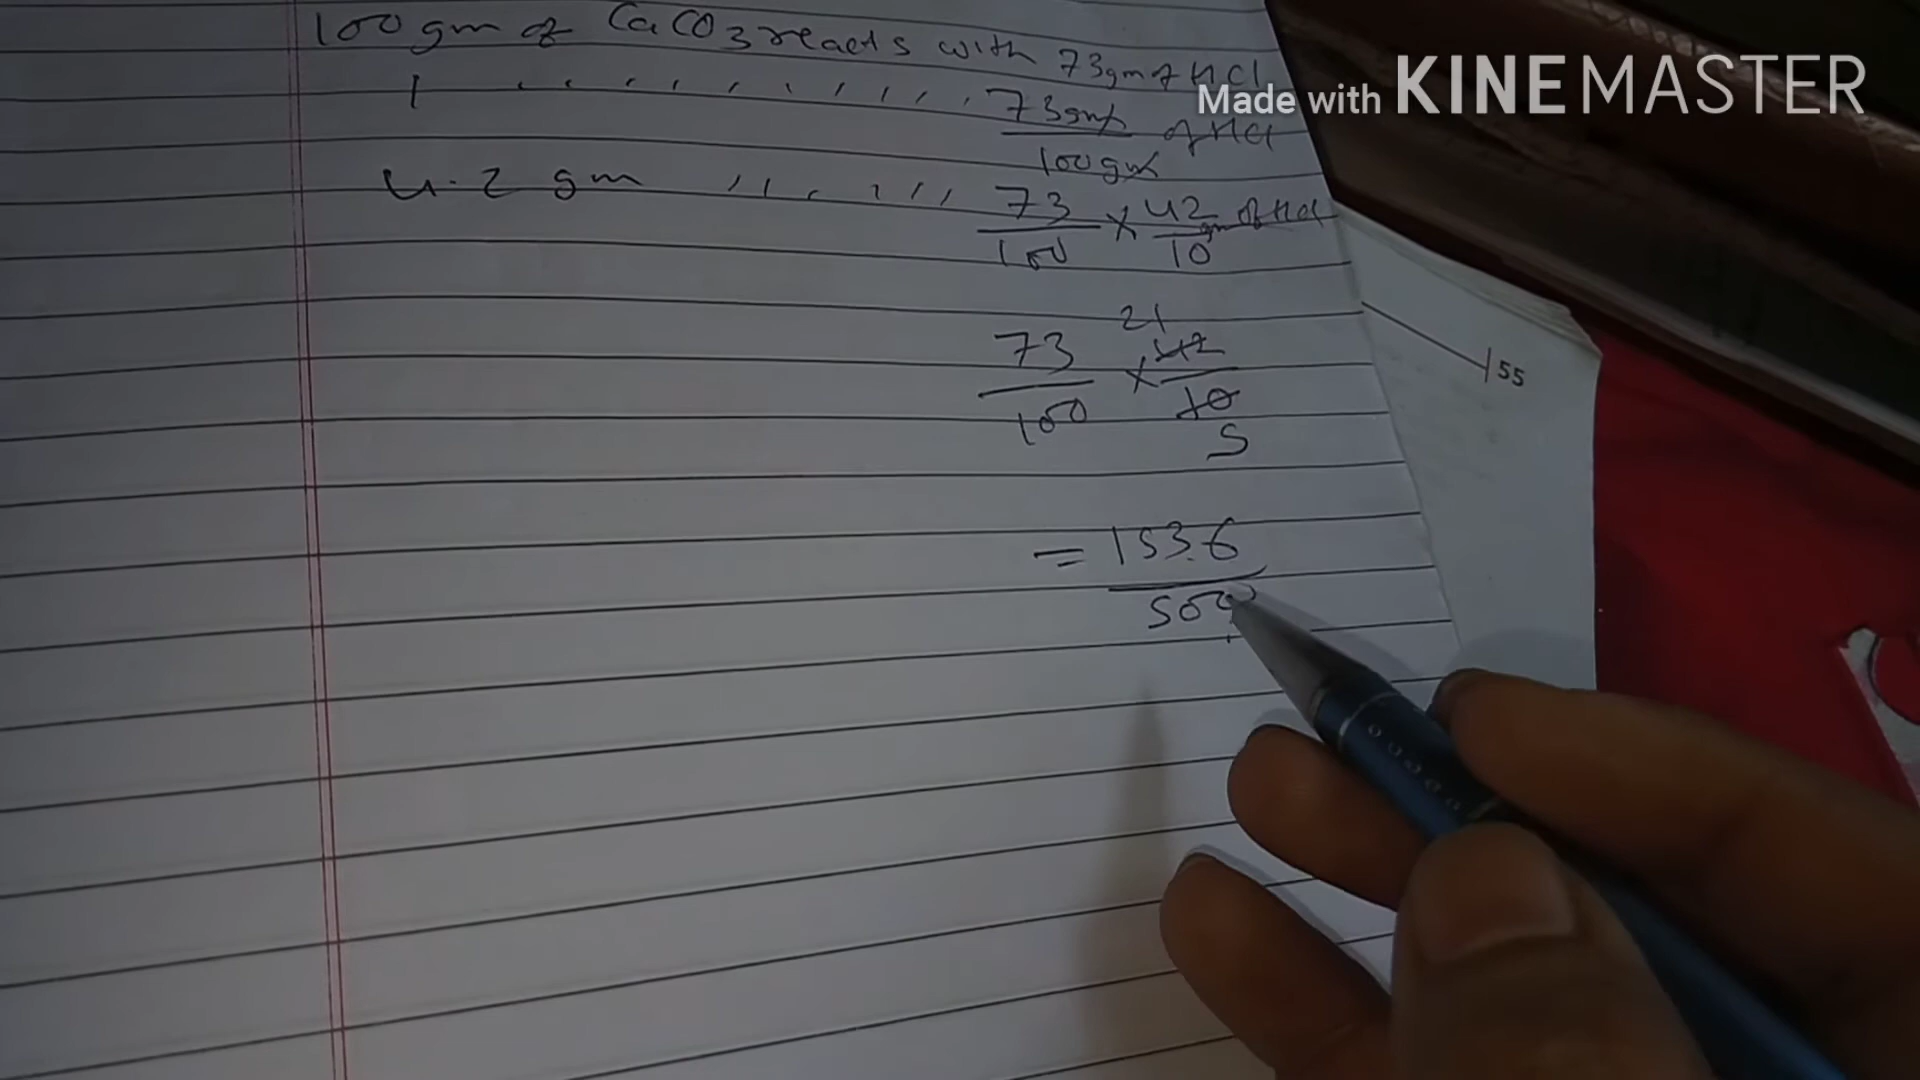 100 gm of CaCO3 reacts with 73gm of HCl
Made with KINEMASTER
1 " " " " " 73gm/100gm of HCl
4.2 gm " " " 73/100 × 42/10 gm of HCl
73/100 × 42/10
21
5
55
= 153.6/500